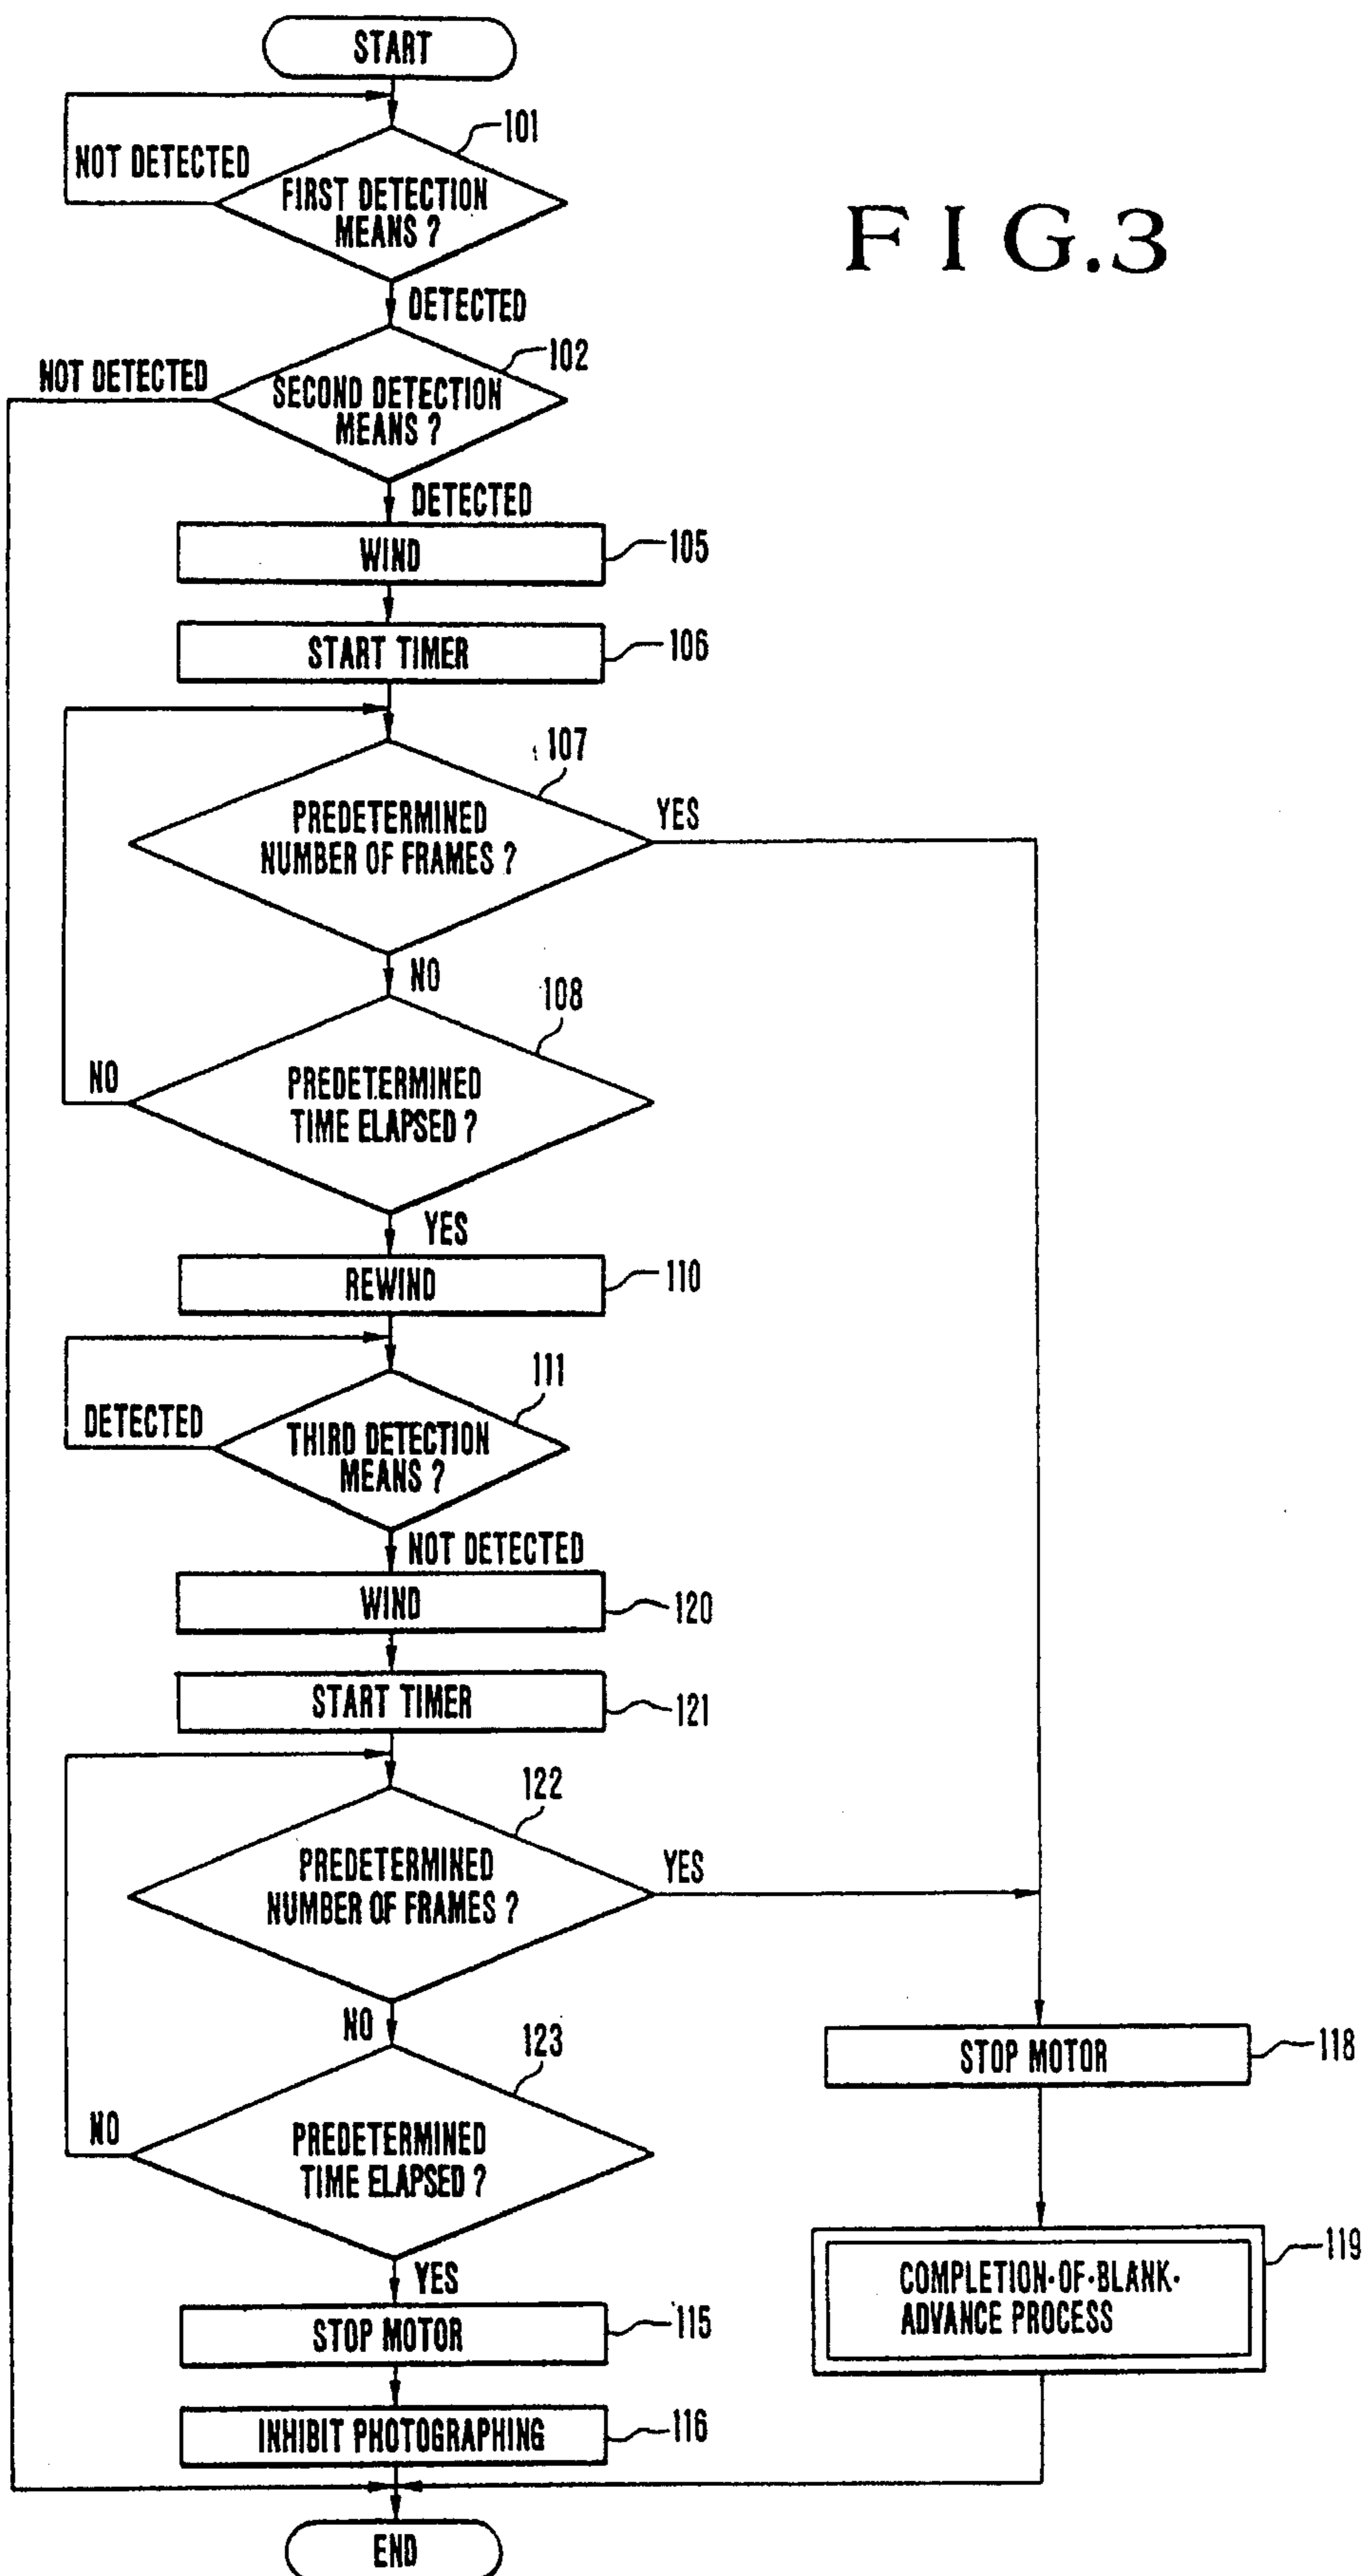 START
101
NOT DETECTED
FIRST DETECTION
MEANS ?
FIG.3
DETECTED
102
NOT DETECTED
SECOND DETECTION
MEANS ?
DETECTED
WIND
105
START TIMER
106
107
PREDETERMINED
NUMBER OF FRAMES ?
YES
NO
108
NO
PREDETERMINED
TIME ELAPSED ?
YES
REWIND
110
111
DETECTED
THIRD DETECTION
MEANS ?
NOT DETECTED
WIND
120
START TIMER
121
122
PREDETERMINED
NUMBER OF FRAMES ?
YES
NO
123
NO
PREDETERMINED
TIME ELAPSED ?
STOP MOTOR
118
YES
COMPLETION-OF-BLANK-
ADVANCE PROCESS
119
STOP MOTOR
115
INHIBIT PHOTOGRAPHING
116
END